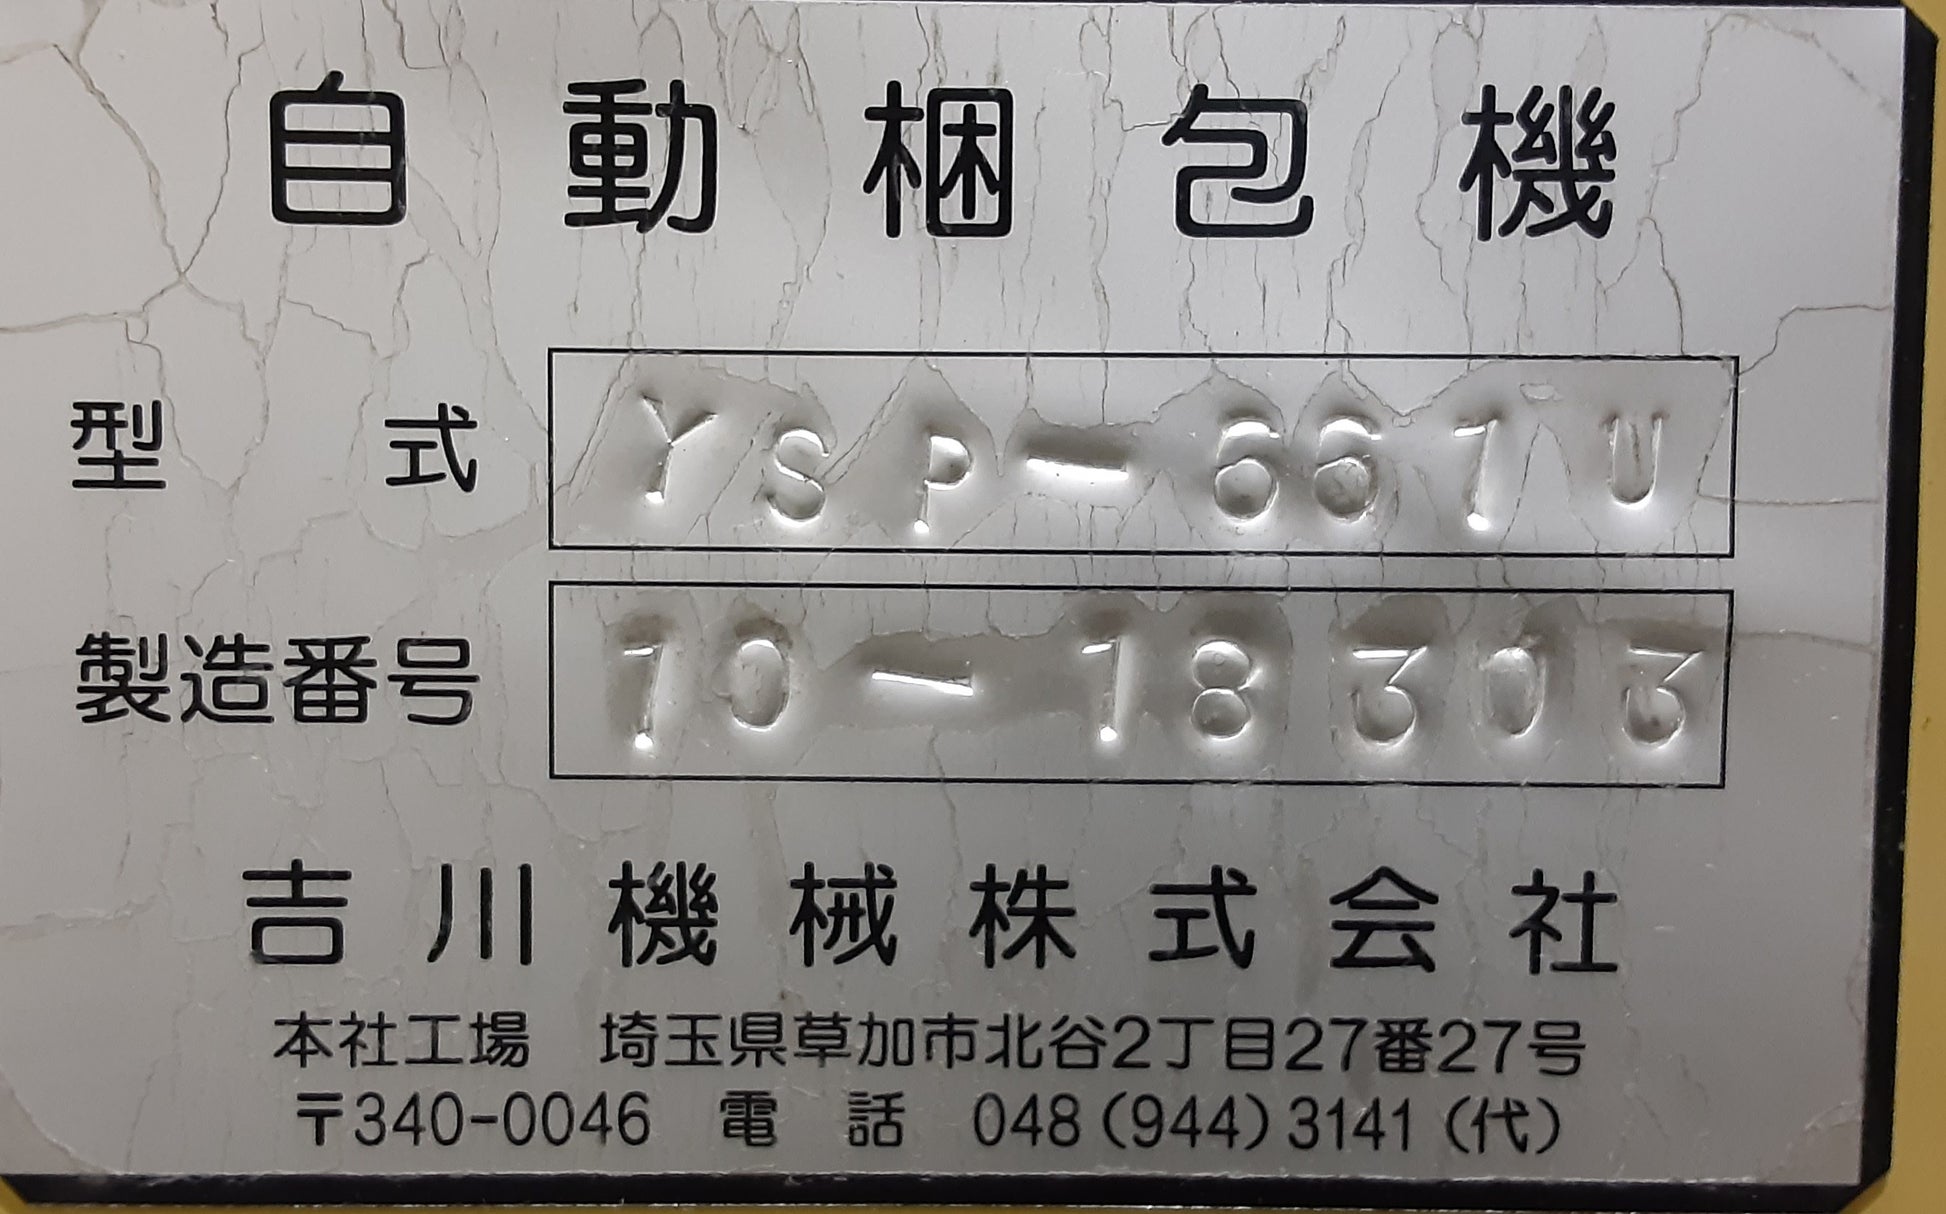 自動梱包機
型式 YSP-661U
製造番号 10-18303
吉川機械株式会社
本社工場 埼玉県草加市北谷2丁目27番27号
〒340-0046 電話 048(944)3141(代)